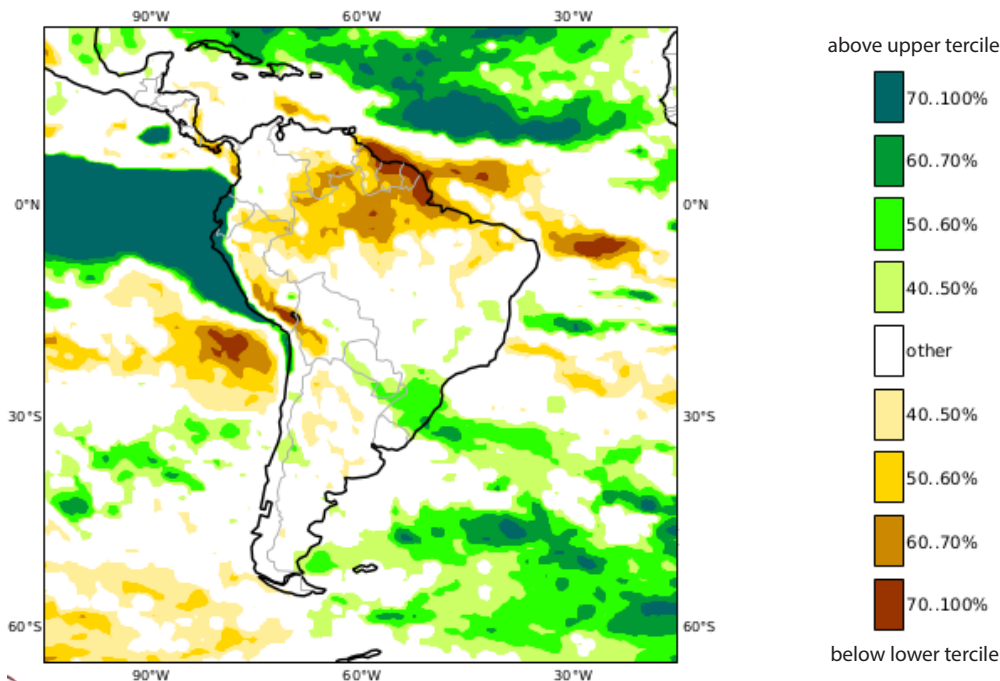 90°W 60°W 30°W
0°N 0°N
30°S 30°S
60°S 60°S
90°W 60°W 30°W
above upper tercile
70..100%
60..70%
50..60%
40..50%
other
40..50%
50..60%
60..70%
70..100%
below lower tercile